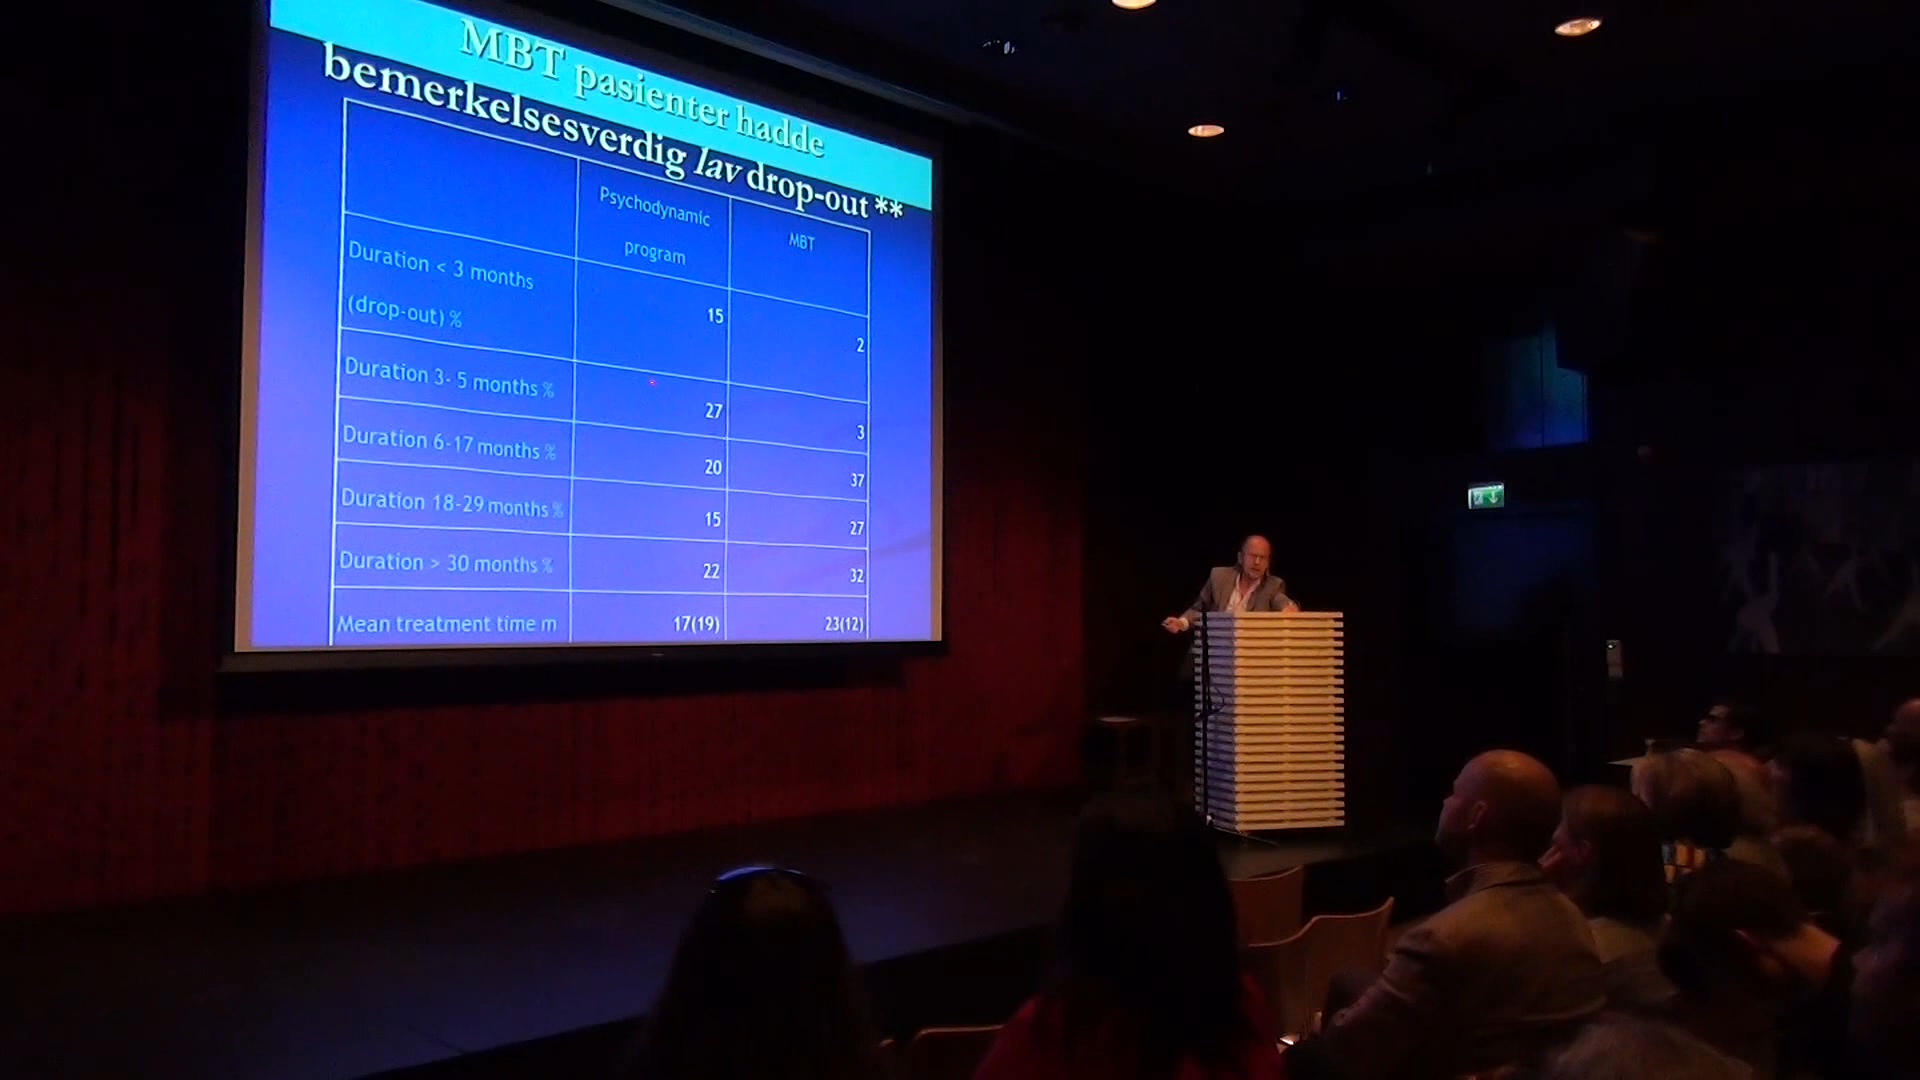 MBT pasienter hadde
bemerkelsesverdig lav drop-out **
Psychodynamic
program
MBT
Duration < 3 months
(drop-out) %
15
2
Duration 3- 5 months %
27
3
Duration 6-17 months %
20
37
Duration 18-29 months %
15
27
Duration > 30 months %
22
32
Mean treatment time m
17(19)
23(12)